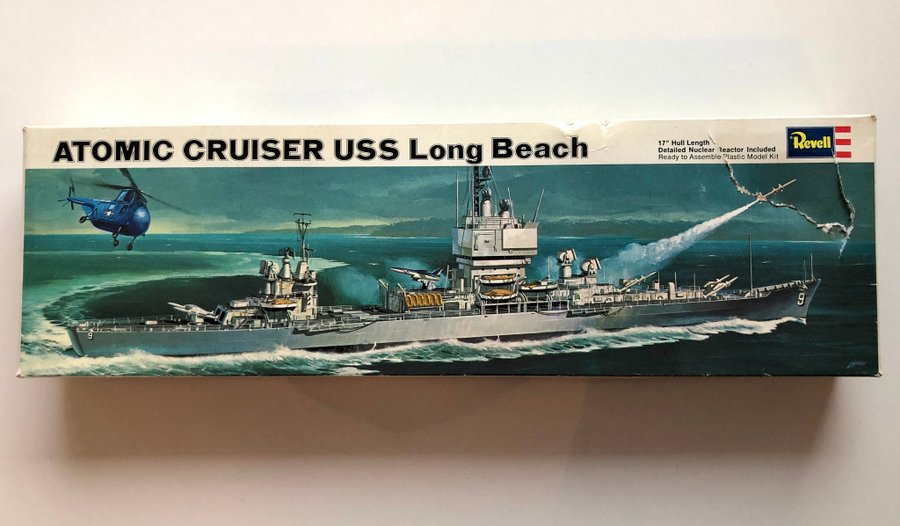 ATOMIC CRUISER USS Long Beach
17" Hull Length
Detailed Nuclear Reactor Included
Ready to Assemble Plastic Model Kit
Revell
9
9